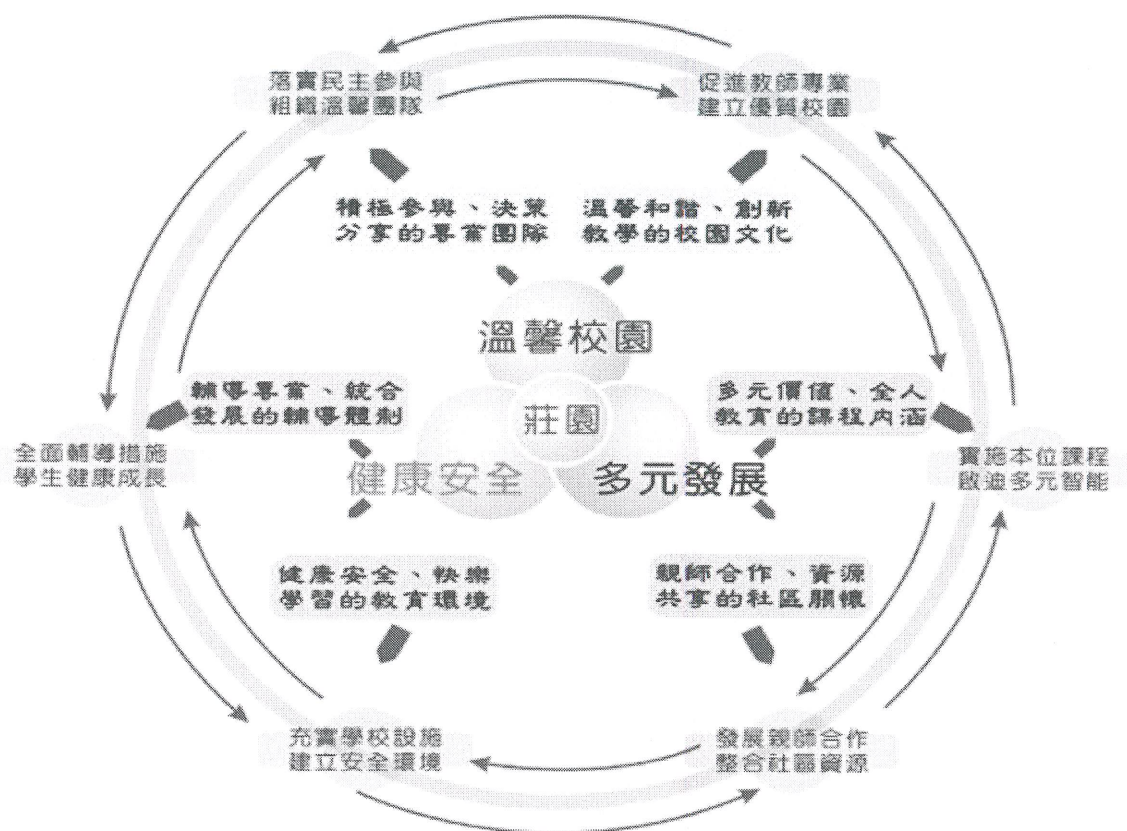 落實民主參與
組織溫馨團隊
促進教師專業
建立優質校園
積極參與、決策
分享的專業團隊
溫馨和諧、創新
教學的校園文化
溫馨校園
輔導專業、統合
發展的輔導體制
多元價值、全人
教育的課程內涵
莊園
全面輔導措施
學生健康成長
健康安全
多元發展
實施本位課程
啟迪多元智能
健康安全、快樂
學習的教育環境
親師合作、資源
共享的社區關懷
充實學校設施
建立安全環境
發展親師合作
整合社區資源